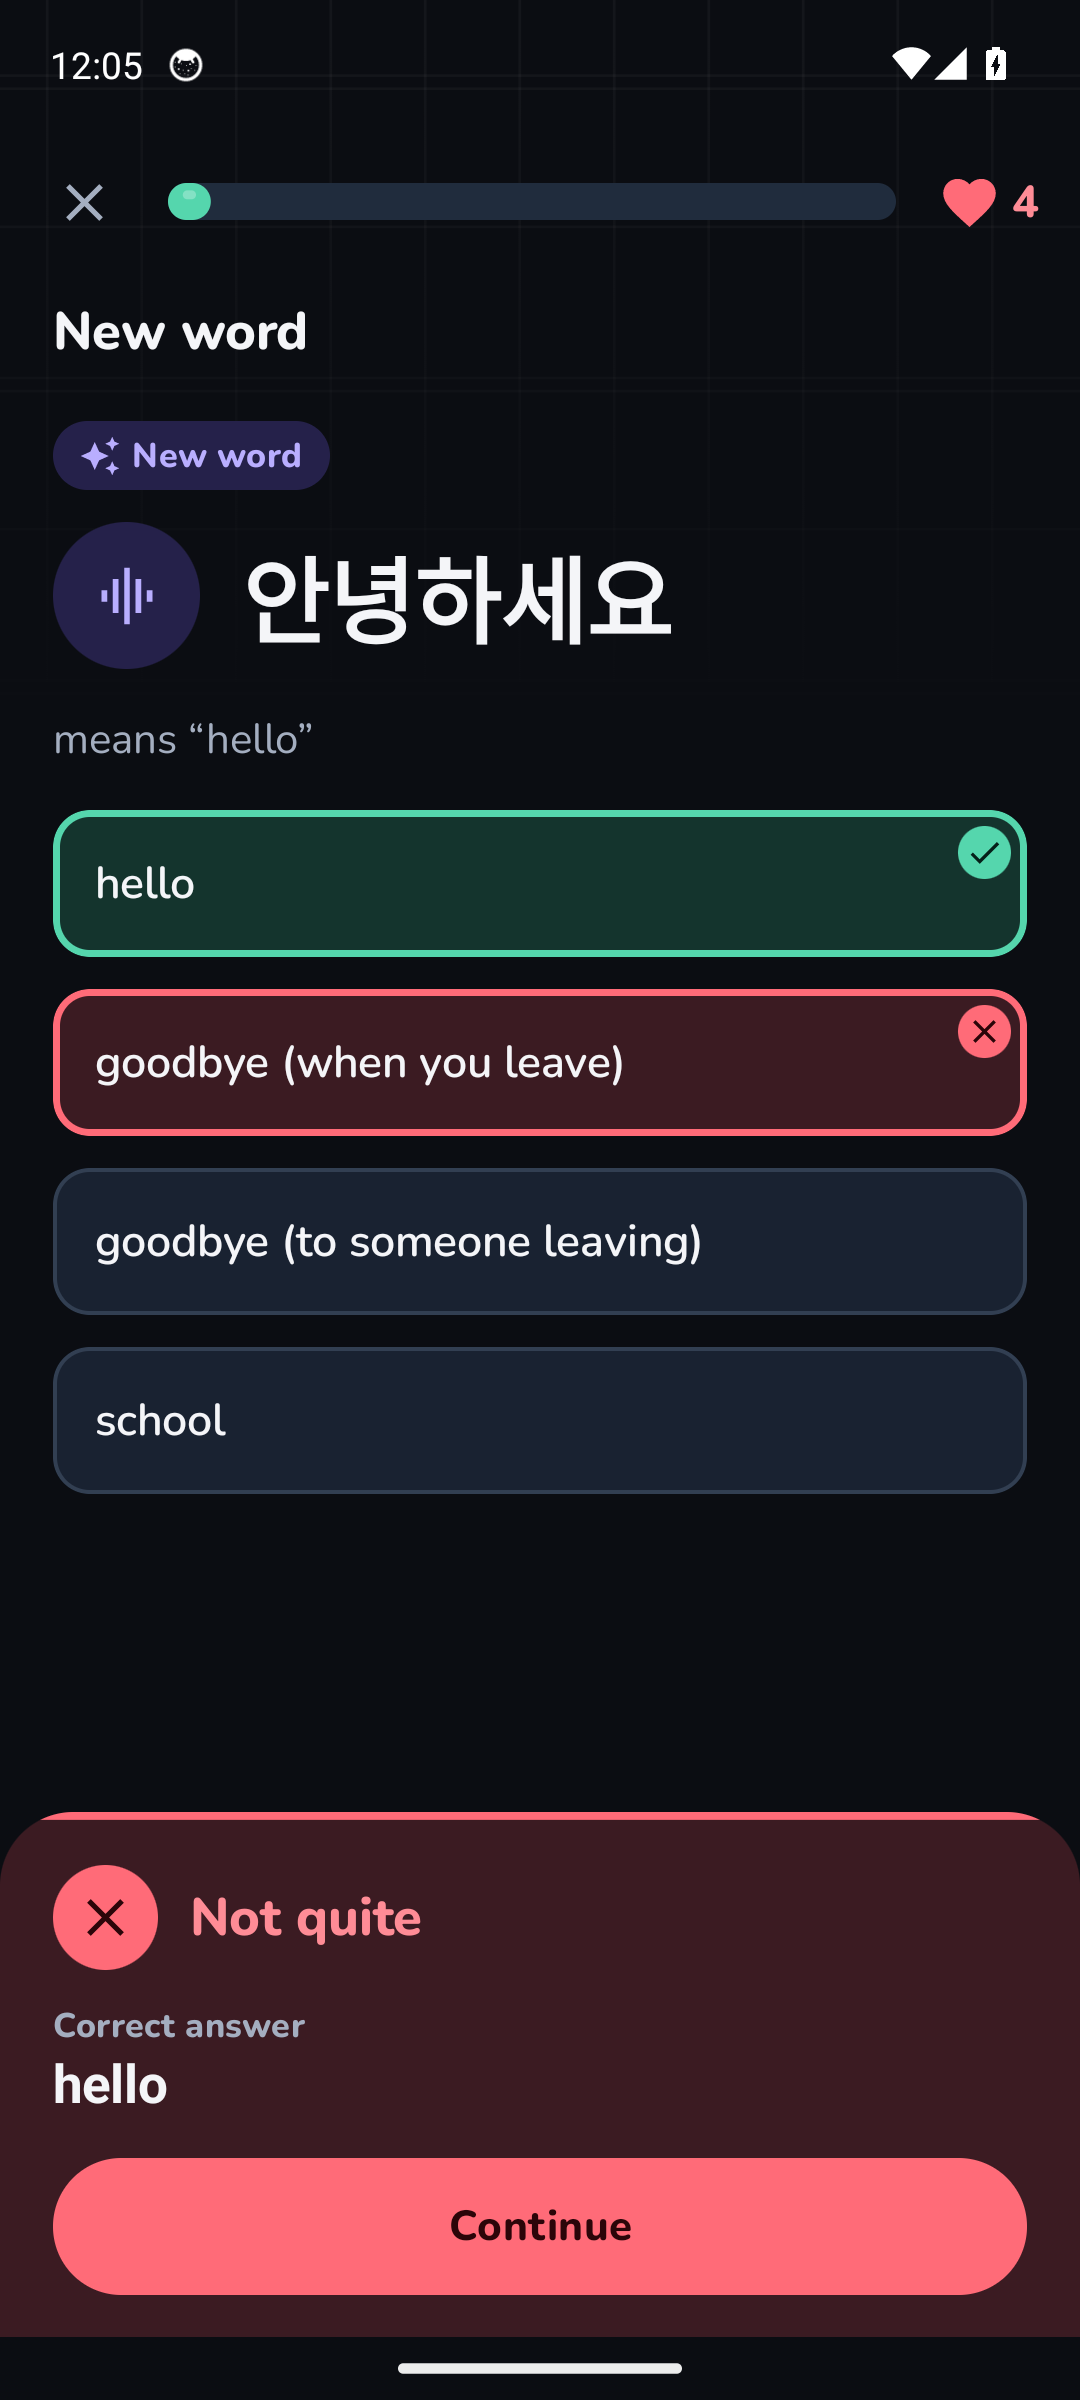 12:05
4
New word
New word
안녕하세요
means “hello”
hello
goodbye (when you leave)
goodbye (to someone leaving)
school
Not quite
Correct answer
hello
Continue